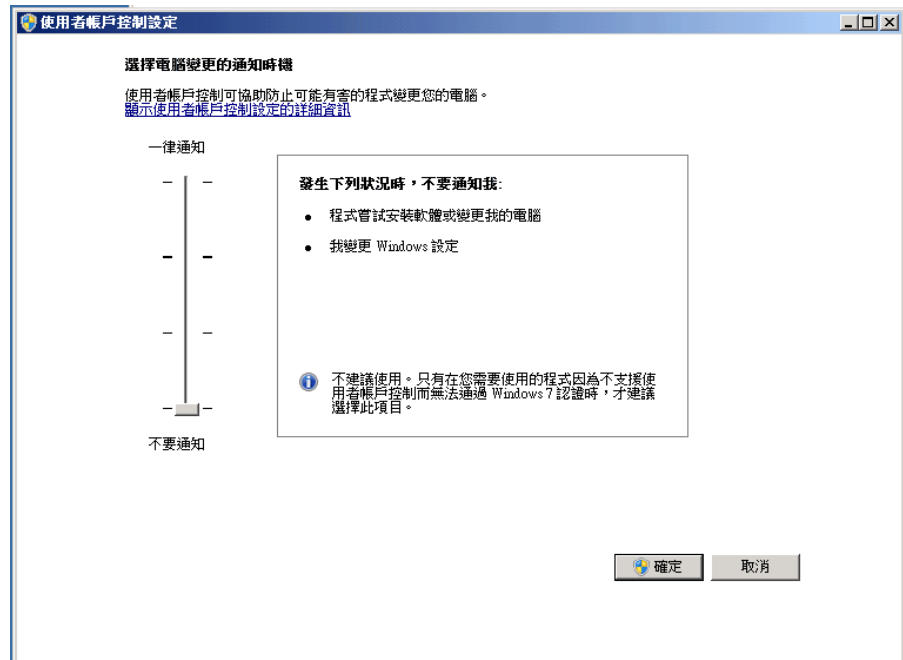 使用者帳戶控制設定
選擇電腦變更的通知時機
使用者帳戶控制可協助防止可能有害的程式變更您的電腦。
顯示使用者帳戶控制設定的詳細資訊
一律通知
發生下列狀況時，不要通知我:
• 程式嘗試安裝軟體或變更我的電腦
• 我變更 Windows 設定
不建議使用。只有在您需要使用的程式因為不支援使
用者帳戶控制而無法通過 Windows 7 認證時，才建議
選擇此項目。
不要通知
確定
取消